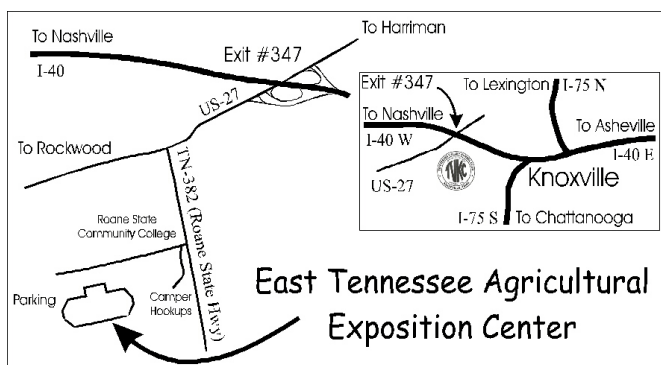 To Nashville
I-40
Exit #347
To Harriman
US-27
To Rockwood
TN-382 (Roane State Hwy)
Roane State
Community College
Parking
Camper
Hookups
East Tennessee Agricultural
Exposition Center
Exit #347
To Lexington
I-75 N
To Nashville
I-40 W
To Asheville
I-40 E
US-27
TVKC
Knoxville
I-75 S
To Chattanooga